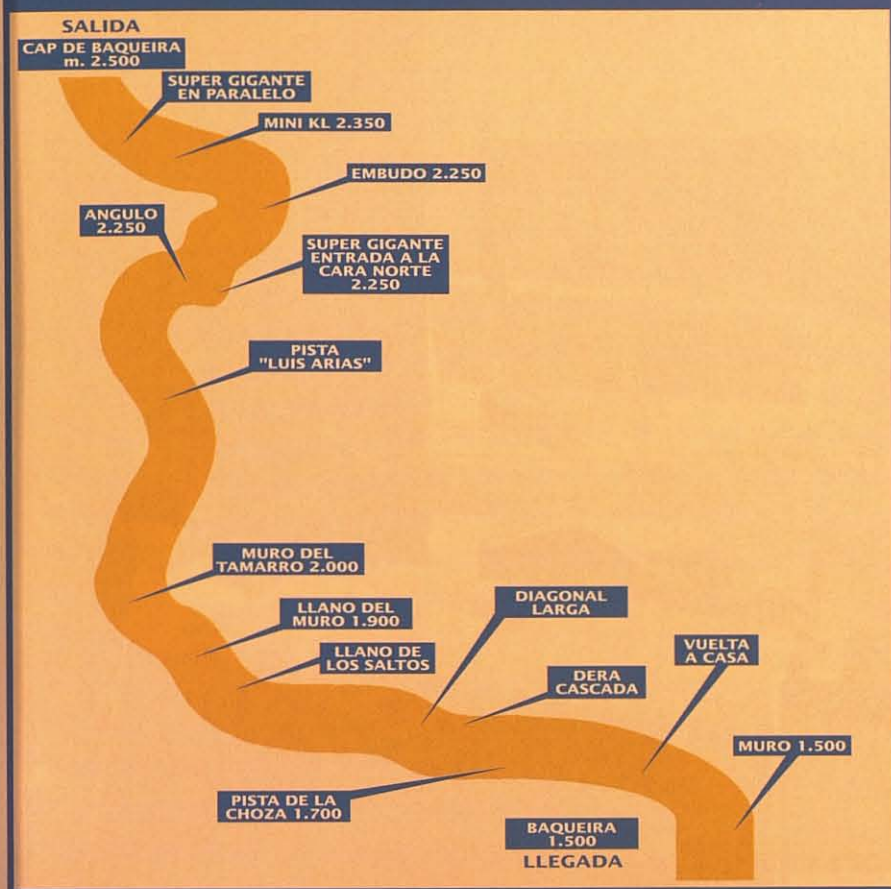 SALIDA
CAP DE BAQUEIRA
m. 2.500
SUPER GIGANTE
EN PARALELO
MINI KL 2.350
EMBUDO 2.250
ANGULO
2.250
SUPER GIGANTE
ENTRADA A LA
CARA NORTE
2.250
PISTA
"LUIS ARIAS"
MURO DEL
TAMARRO 2.000
LLANO DEL
MURO 1.900
LLANO DE
LOS SALTOS
DIAGONAL
LARGA
DERA
CASCADA
VUELTA
A CASA
MURO 1.500
PISTA DE LA
CHOZA 1.700
BAQUEIRA
1.500
LLEGADA